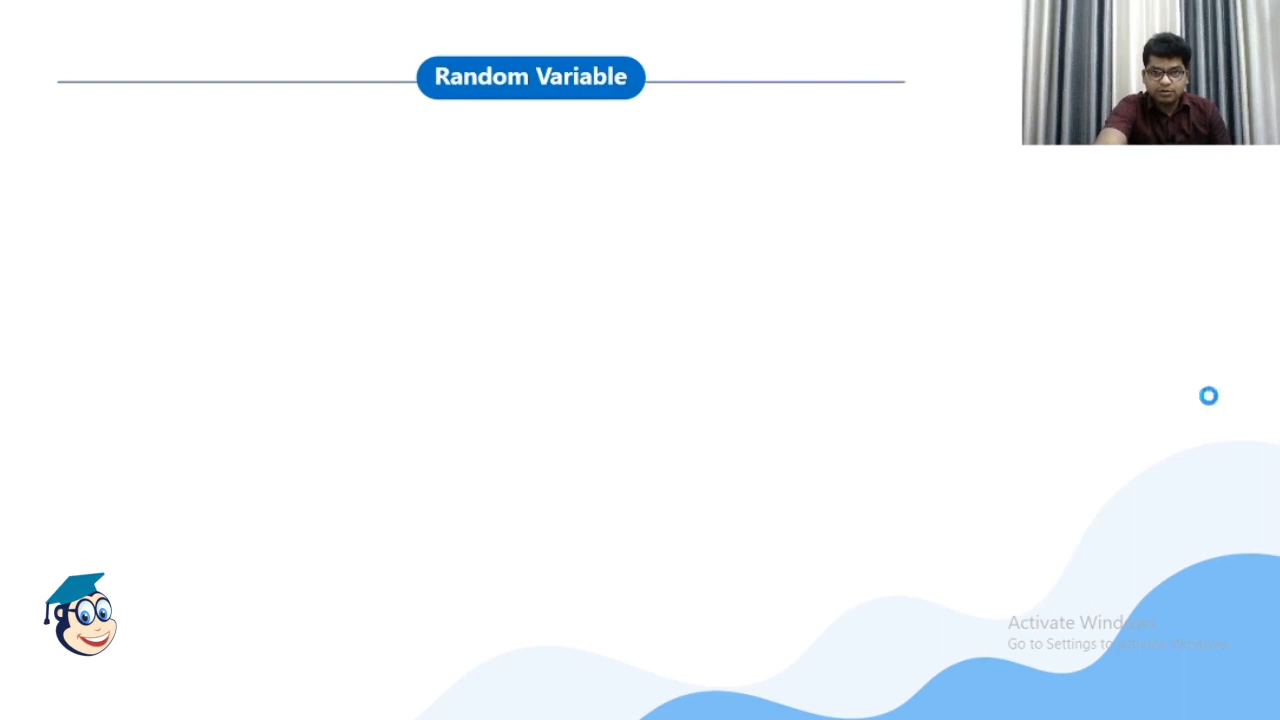 Random Variable
Activate Windows
Go to Settings to activate Windows.